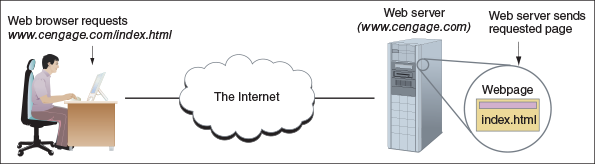 Web browser requests
www.cengage.com/index.html
The Internet
Web server
(www.cengage.com)
Web server sends
requested page
Webpage
index.html